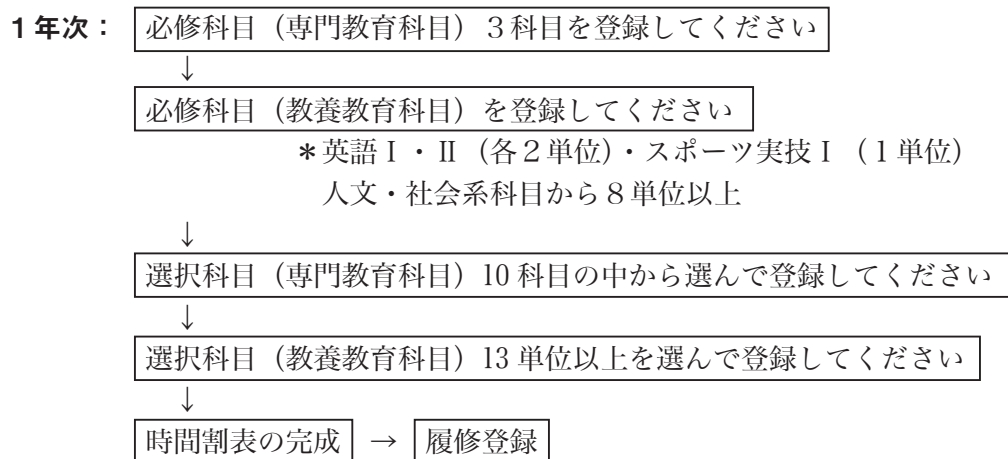 1年次： 必修科目（専門教育科目）３科目を登録してください
↓
必修科目（教養教育科目）を登録してください
＊英語Ⅰ・Ⅱ（各２単位）・スポーツ実技Ⅰ（１単位）
人文・社会系科目から８単位以上
↓
選択科目（専門教育科目）10科目の中から選んで登録してください
↓
選択科目（教養教育科目）13単位以上を選んで登録してください
↓
時間割表の完成 → 履修登録